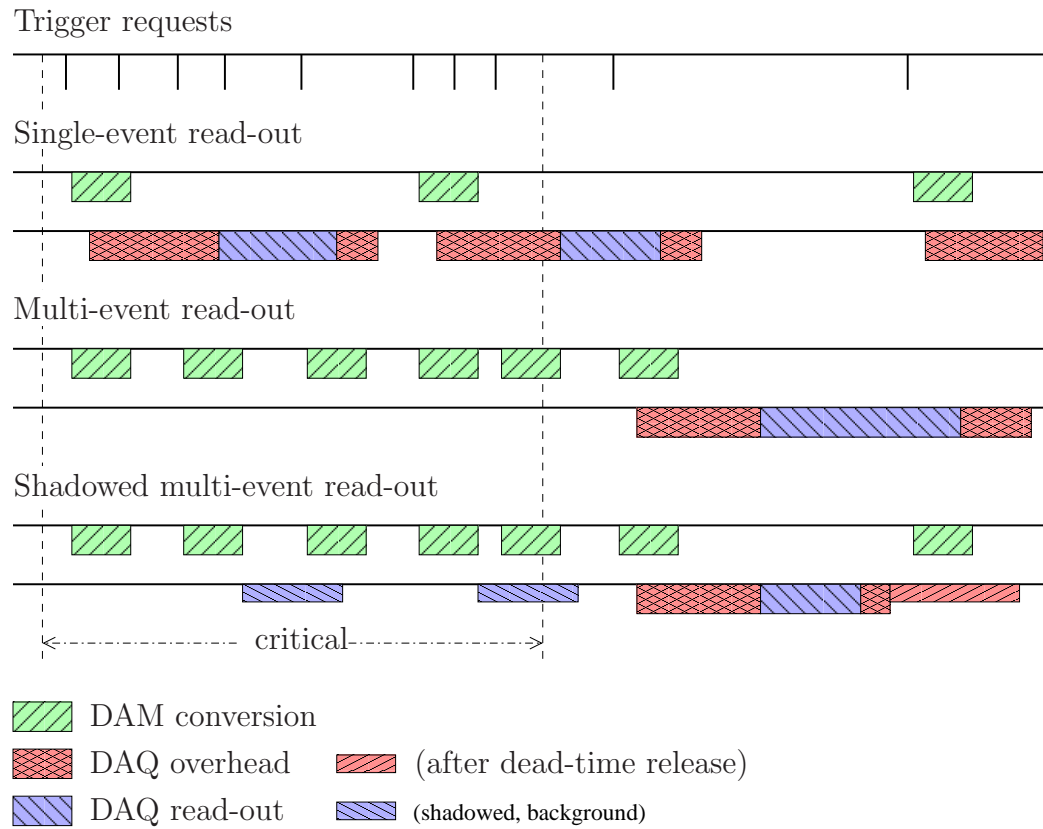 Trigger requests
Single-event read-out
Multi-event read-out
Shadowed multi-event read-out
critical
DAM conversion
DAQ overhead (after dead-time release)
DAQ read-out (shadowed, background)